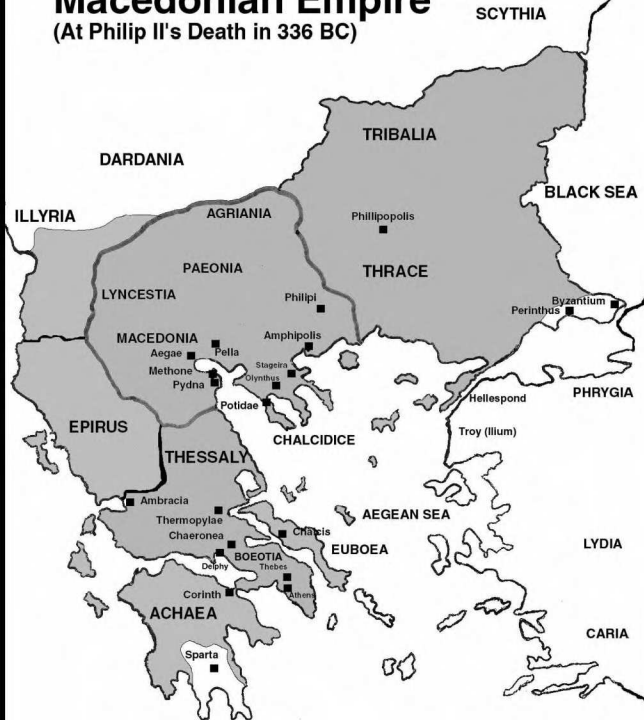 Macedonian Empire
(At Philip II's Death in 336 BC)
SCYTHIA
TRIBALIA
DARDANIA
BLACK SEA
ILLYRIA
AGRIANIA
Phillipopolis
PAEONIA
THRACE
LYNCESTIA
Philipi
Byzantium
Perinthus
MACEDONIA
Amphipolis
Aegae
Pella
Stageira
Methone
Olynthus
Pydna
PHRYGIA
Hellespond
Potidae
EPIRUS
Troy (Ilium)
CHALCIDICE
THESSALY
Ambracia
AEGEAN SEA
Thermopylae
Chaeronea
Chalcis
LYDIA
EUBOEA
BOEOTIA
Delphy
Thebes
Corinth
Athens
ACHAEA
CARIA
Sparta